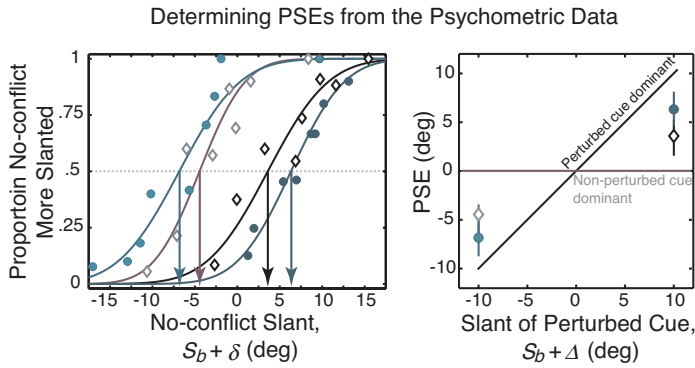 Determining PSEs from the Psychometric Data
Proportoin No-conflict
More Slanted
1
.75
.5
.25
0
-15 -10 -5 0 5 10 15
No-conflict Slant,
S_b + δ (deg)
PSE (deg)
10
5
0
-5
-10
Perturbed cue dominant
Non-perturbed cue
dominant
-10 -5 0 5 10
Slant of Perturbed Cue,
S_b + Δ (deg)